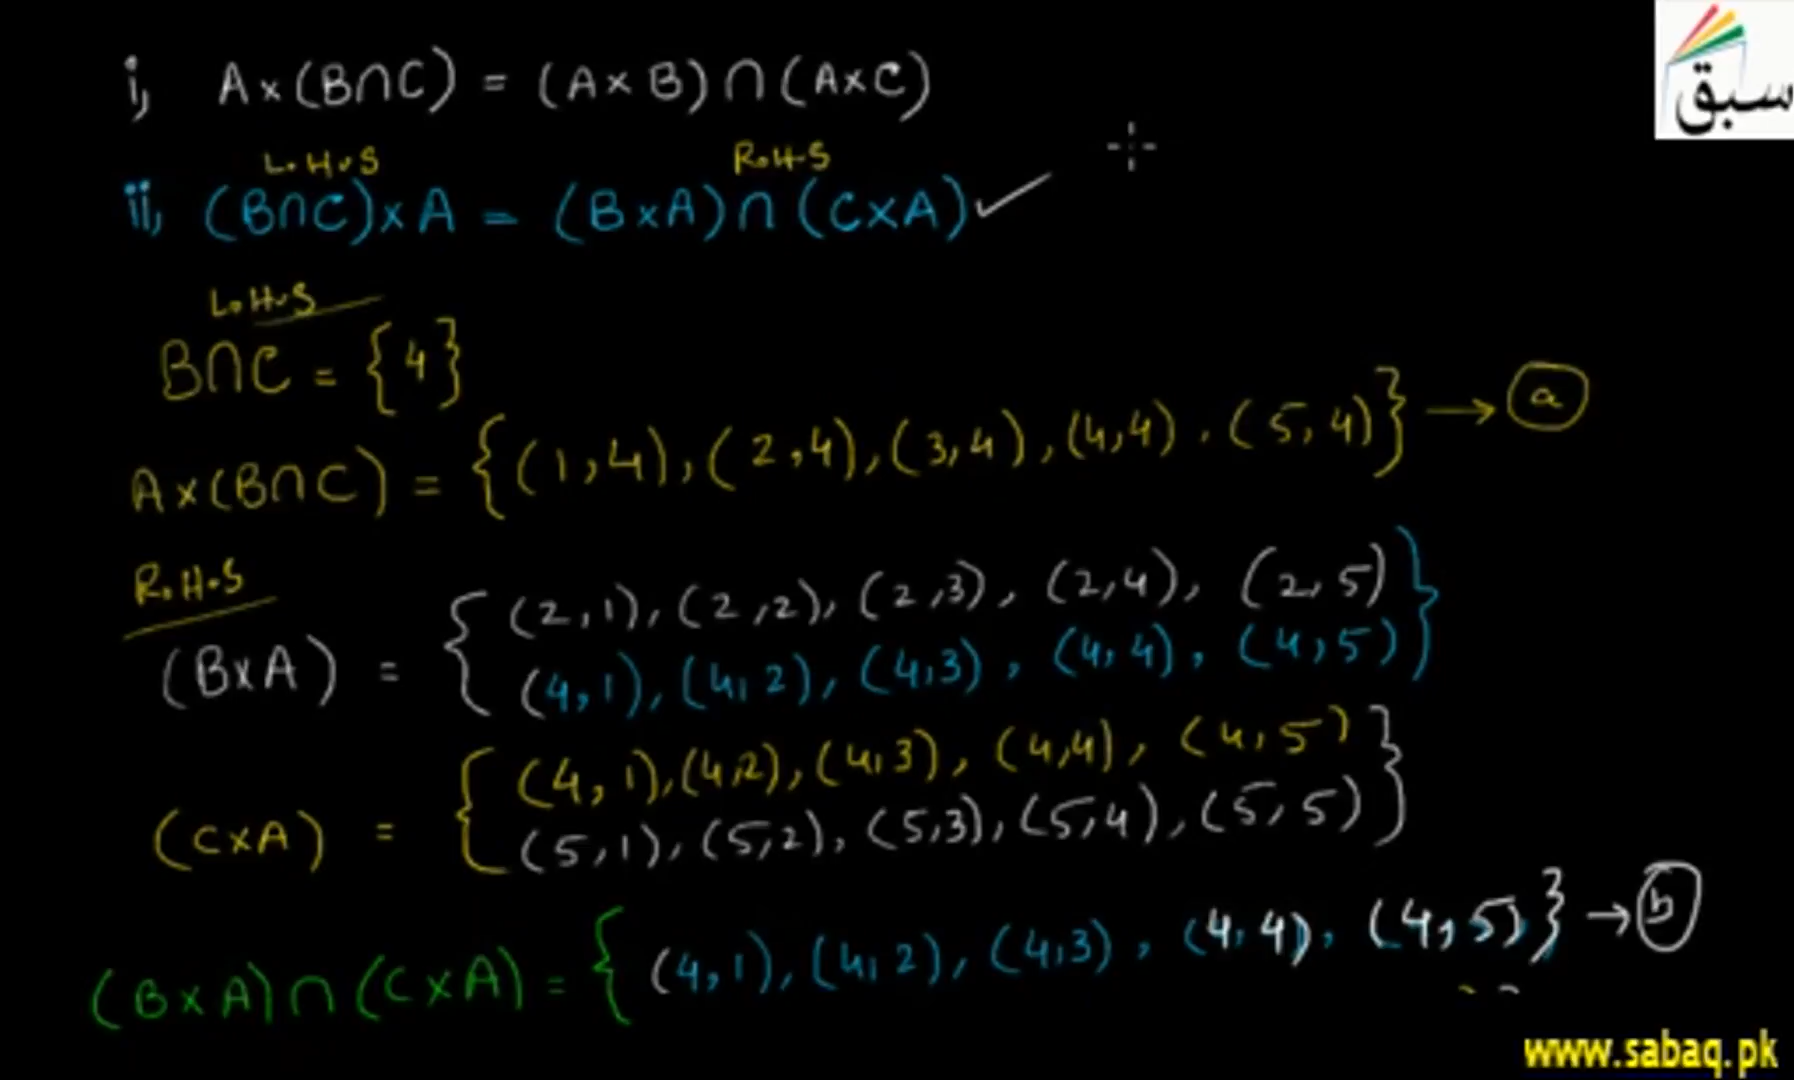 سبق
i, A×(B∩C) = (A×B)∩(A×C)
L.H.S R.H.S
ii, (B∩C)×A = (B×A)∩(C×A)
L.H.S
B∩C = {4}
A×(B∩C) = {(1,4),(2,4),(3,4),(4,4).(5,4)} → a
R.H.S
(B×A) = {(2,1),(2,2),(2,3),(2,4),(2,5)
(4,1),(4,2),(4,3),(4,4),(4,5)}
(C×A) = {(4,1),(4,2),(4,3),(4,4),(4,5)
(5,1),(5,2),(5,3),(5,4),(5,5)}
(B×A)∩(C×A) = {(4,1),(4,2),(4,3),(4,4),(4,5)} → b
www.sabaq.pk